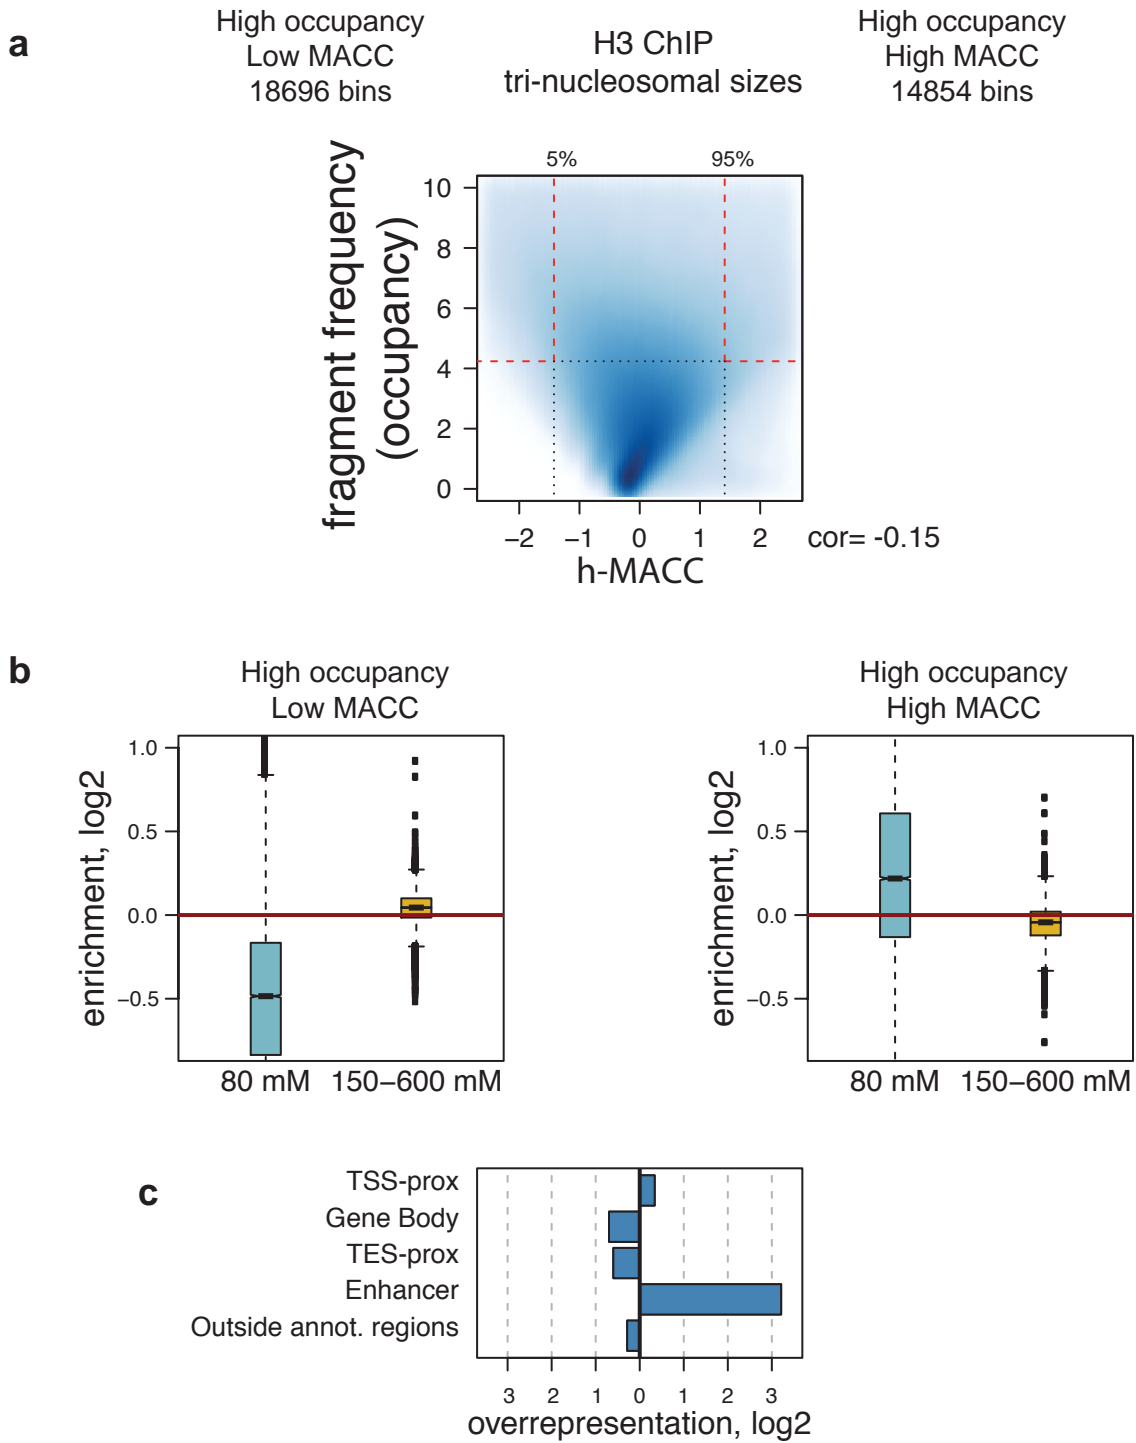 a
High occupancy
Low MACC
18696 bins
H3 ChIP
tri-nucleosomal sizes
High occupancy
High MACC
14854 bins
5%
95%
fragment frequency
(occupancy)
10
8
6
4
2
0
−2 −1 0 1 2
cor= -0.15
h-MACC
b
High occupancy
Low MACC
enrichment, log2
1.0
0.5
0.0
−0.5
80 mM 150−600 mM
High occupancy
High MACC
enrichment, log2
1.0
0.5
0.0
−0.5
80 mM 150−600 mM
c
TSS-prox
Gene Body
TES-prox
Enhancer
Outside annot. regions
3 2 1 0 1 2 3
overrepresentation, log2